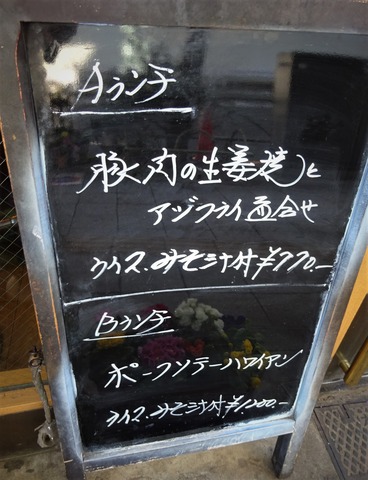 Aランチ
豚肉の生姜焼と
アジフライ盛合せ
ライス、みそ汁付¥770.-
Bランチ
ポークソテーハワイアン
ライス、みそ汁付¥1200.-